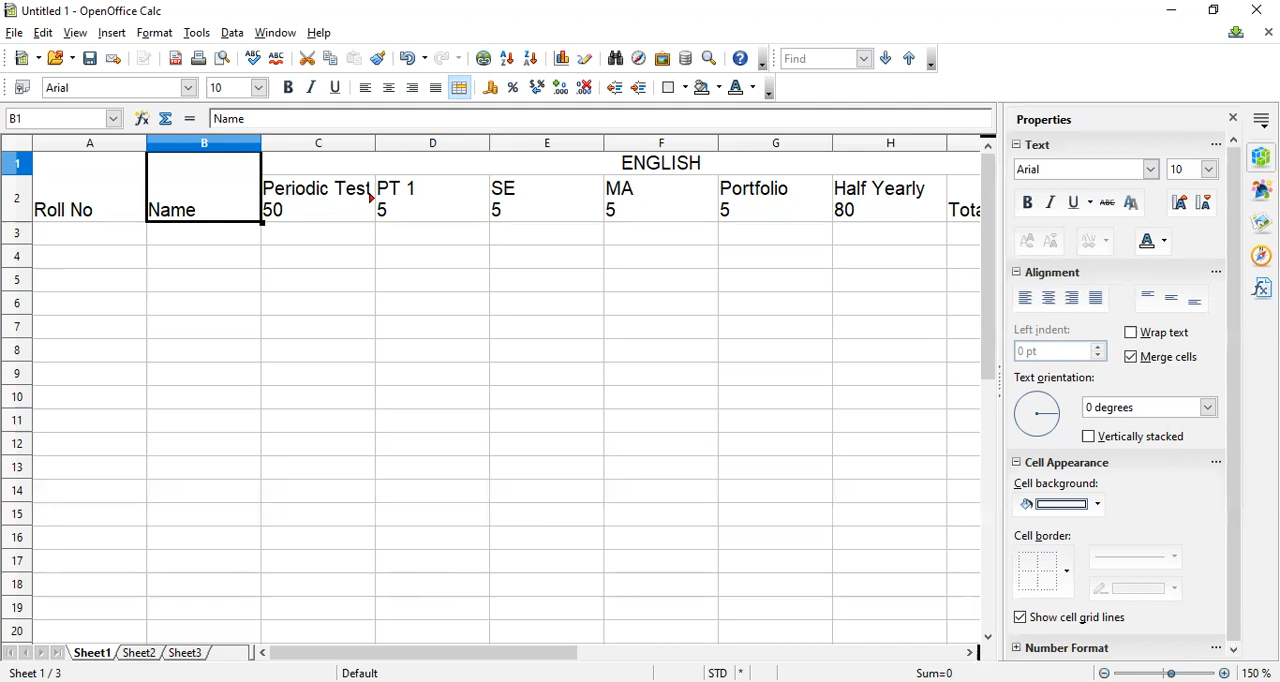 Untitled 1 - OpenOffice Calc
File Edit View Insert Format Tools Data Window Help
Find
Arial 10
B1 Name
A B C D E F G H
1 ENGLISH
2 Roll No Name Periodic Test 50 PT 1 5 SE 5 MA 5 Portfolio 5 Half Yearly 80
3
4
5
6
7
8
9
10
11
12
13
14
15
16
17
18
19
20
Sheet1 Sheet2 Sheet3
Sheet 1 / 3 Default STD * Sum=0 150 %
Properties
Text
Arial 10
Alignment
Left indent: Wrap text
0 pt Merge cells
Text orientation:
0 degrees
Vertically stacked
Cell Appearance
Cell background:
Cell border:
Show cell grid lines
Number Format